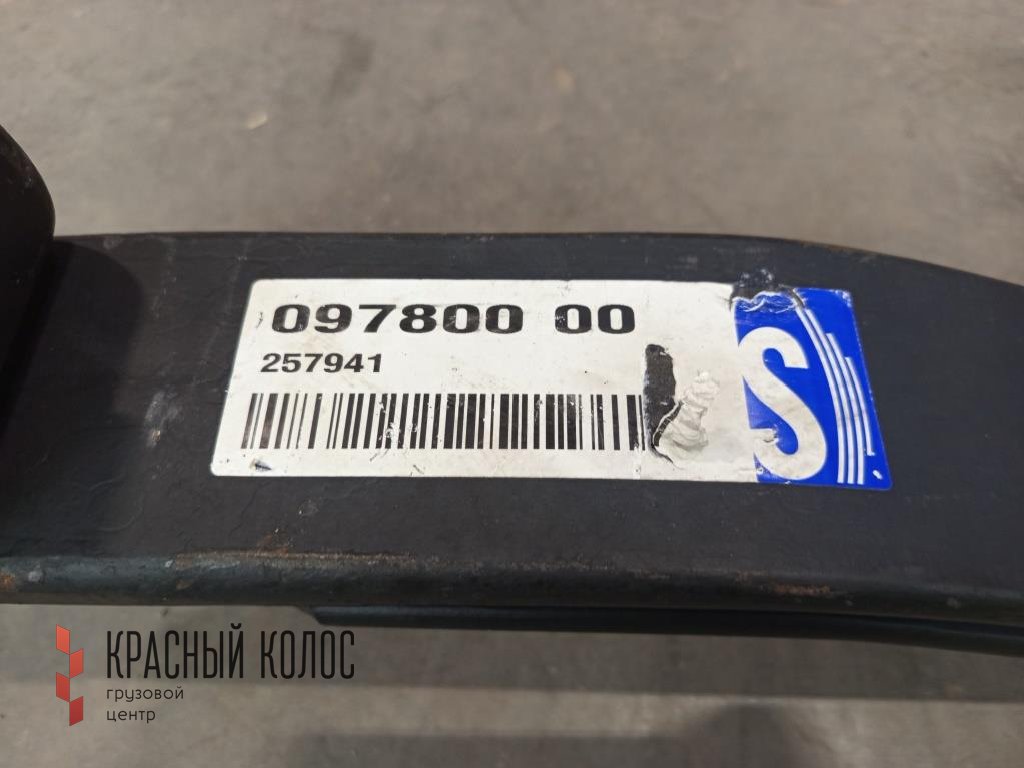 097800 00
257941
S
КРАСНЫЙ КОЛОС
грузовой
центр